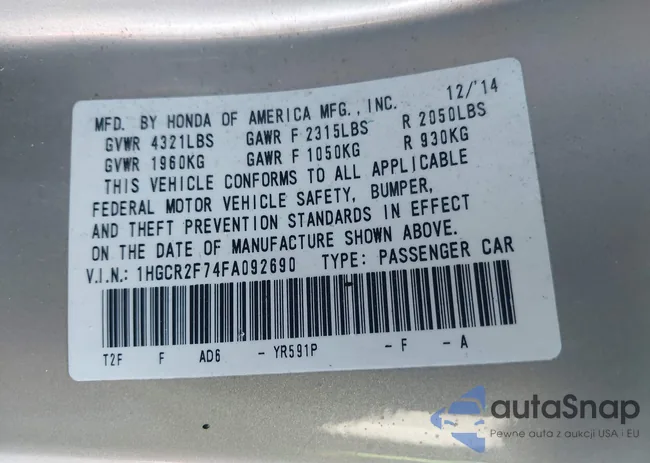 MFD. BY HONDA OF AMERICA MFG., INC. 12/'14
GVWR 4321LBS GAWR F 2315LBS R 2050LBS
GVWR 1960KG GAWR F 1050KG R 930KG
THIS VEHICLE CONFORMS TO ALL APPLICABLE
FEDERAL MOTOR VEHICLE SAFETY, BUMPER,
AND THEFT PREVENTION STANDARDS IN EFFECT
ON THE DATE OF MANUFACTURE SHOWN ABOVE.
V.I.N.: 1HGCR2F74FA092690 TYPE: PASSENGER CAR
T2F F AD6 - YR591P - F - A
autaSnap
Pewne auta z aukcji USA i EU